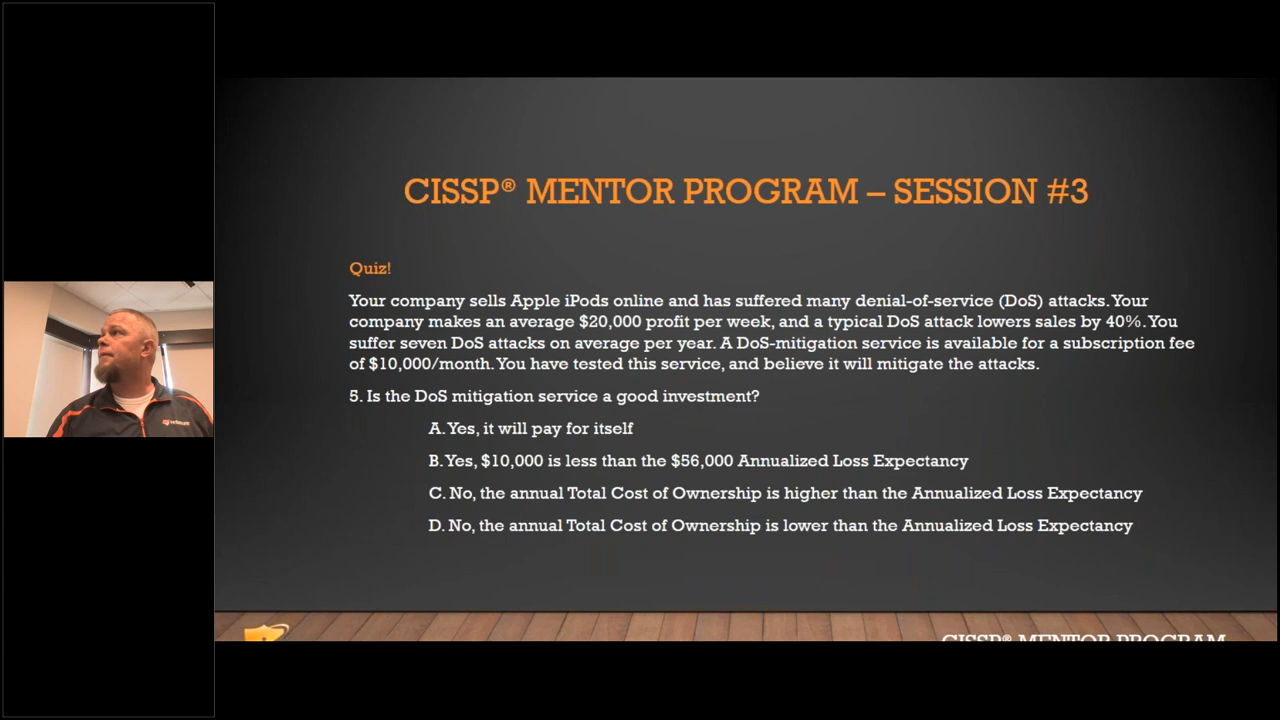 CISSP® MENTOR PROGRAM – SESSION #3
Quiz!
Your company sells Apple iPods online and has suffered many denial-of-service (DoS) attacks. Your
company makes an average $20,000 profit per week, and a typical DoS attack lowers sales by 40%. You
suffer seven DoS attacks on average per year. A DoS-mitigation service is available for a subscription fee
of $10,000/month. You have tested this service, and believe it will mitigate the attacks.
5. Is the DoS mitigation service a good investment?
A. Yes, it will pay for itself
B. Yes, $10,000 is less than the $56,000 Annualized Loss Expectancy
C. No, the annual Total Cost of Ownership is higher than the Annualized Loss Expectancy
D. No, the annual Total Cost of Ownership is lower than the Annualized Loss Expectancy
CISSP® MENTOR PROGRAM